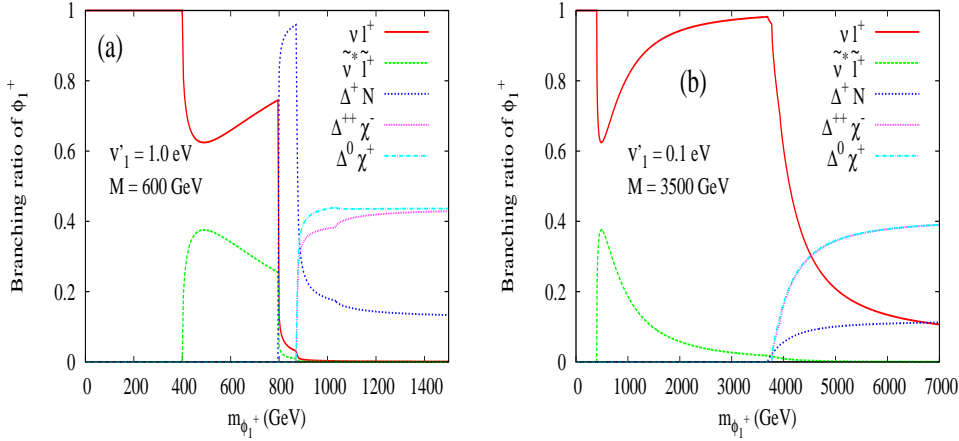 Branching ratio of ϕ₁⁺
1
0.8
0.6
0.4
0.2
0
(a)
ν l⁺
ν̃* l̃⁺
Δ⁺ N
Δ⁺⁺ χ⁻
Δ⁰ χ⁺
v'₁ = 1.0 eV
M = 600 GeV
0 200 400 600 800 1000 1200 1400
m_ϕ₁⁺ (GeV)
Branching ratio of ϕ₁⁺
1
0.8
0.6
0.4
0.2
0
(b)
ν l⁺
ν̃* l̃⁺
Δ⁺ N
Δ⁺⁺ χ⁻
Δ⁰ χ⁺
v'₁ = 0.1 eV
M = 3500 GeV
0 1000 2000 3000 4000 5000 6000 7000
m_ϕ₁⁺ (GeV)